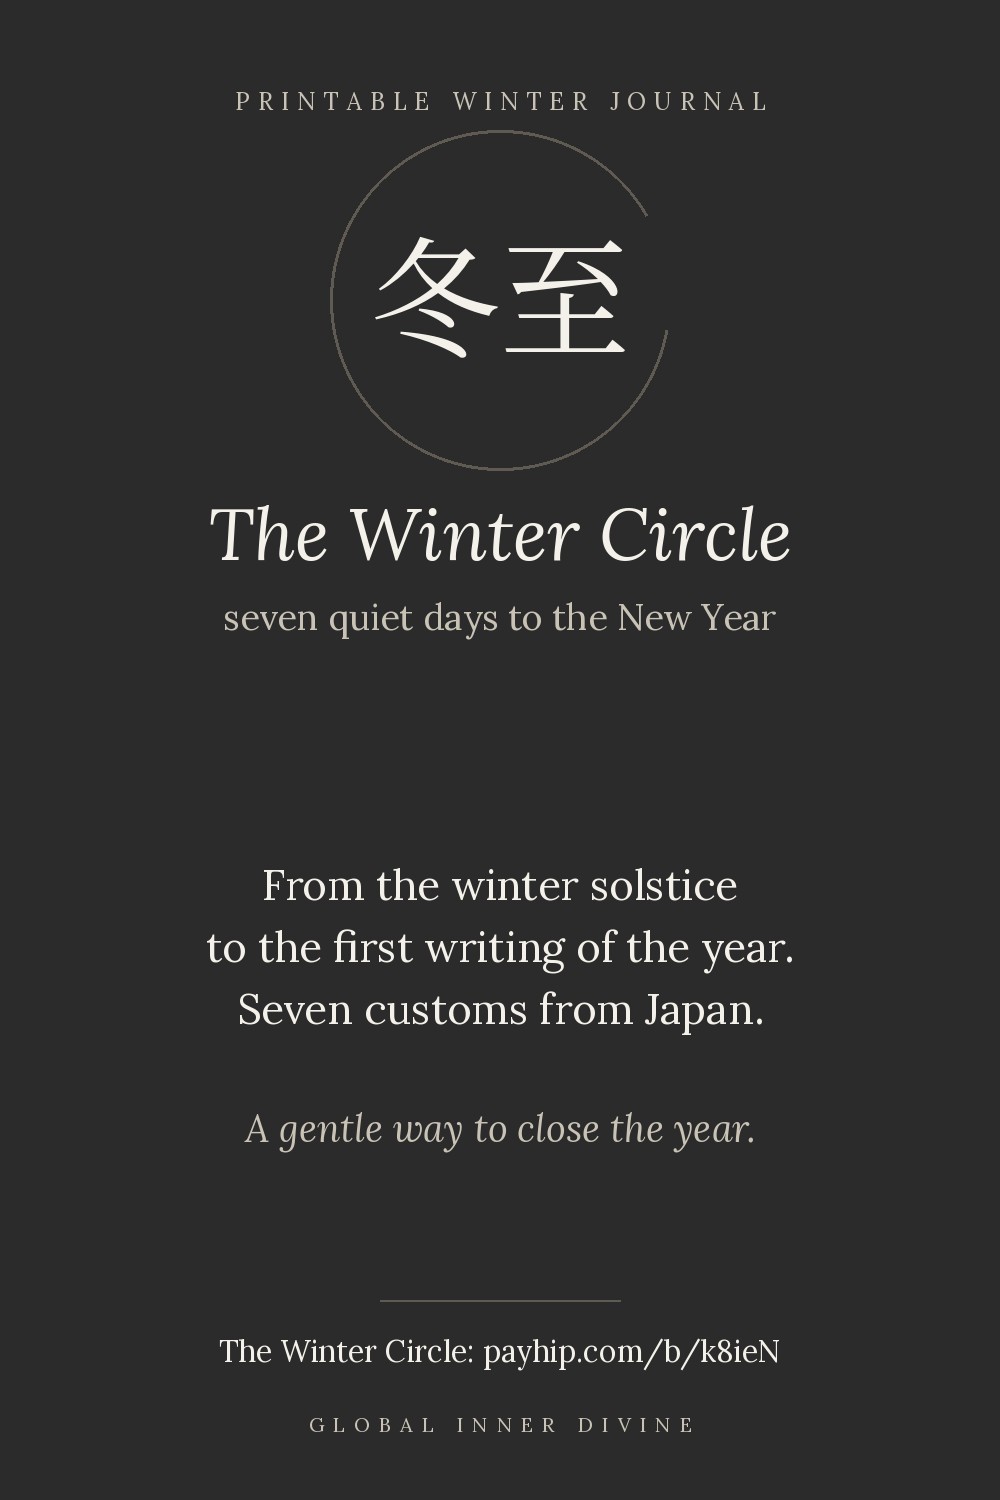 PRINTABLE WINTER JOURNAL
冬至
The Winter Circle
seven quiet days to the New Year
From the winter solstice
to the first writing of the year.
Seven customs from Japan.
A gentle way to close the year.
The Winter Circle: payhip.com/b/k8ieN
GLOBAL INNER DIVINE